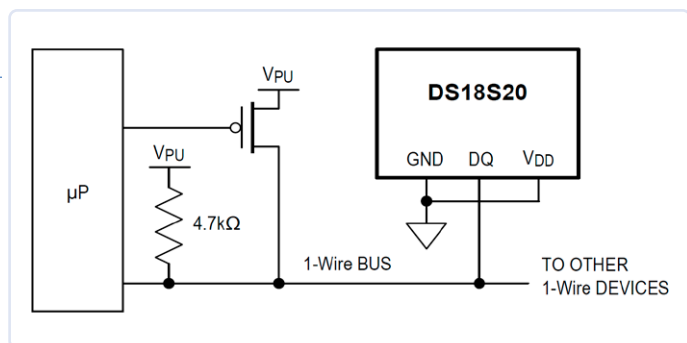 VPU
DS18S20
VPU
GND DQ VDD
µP
4.7kΩ
1-Wire BUS
TO OTHER
1-Wire DEVICES